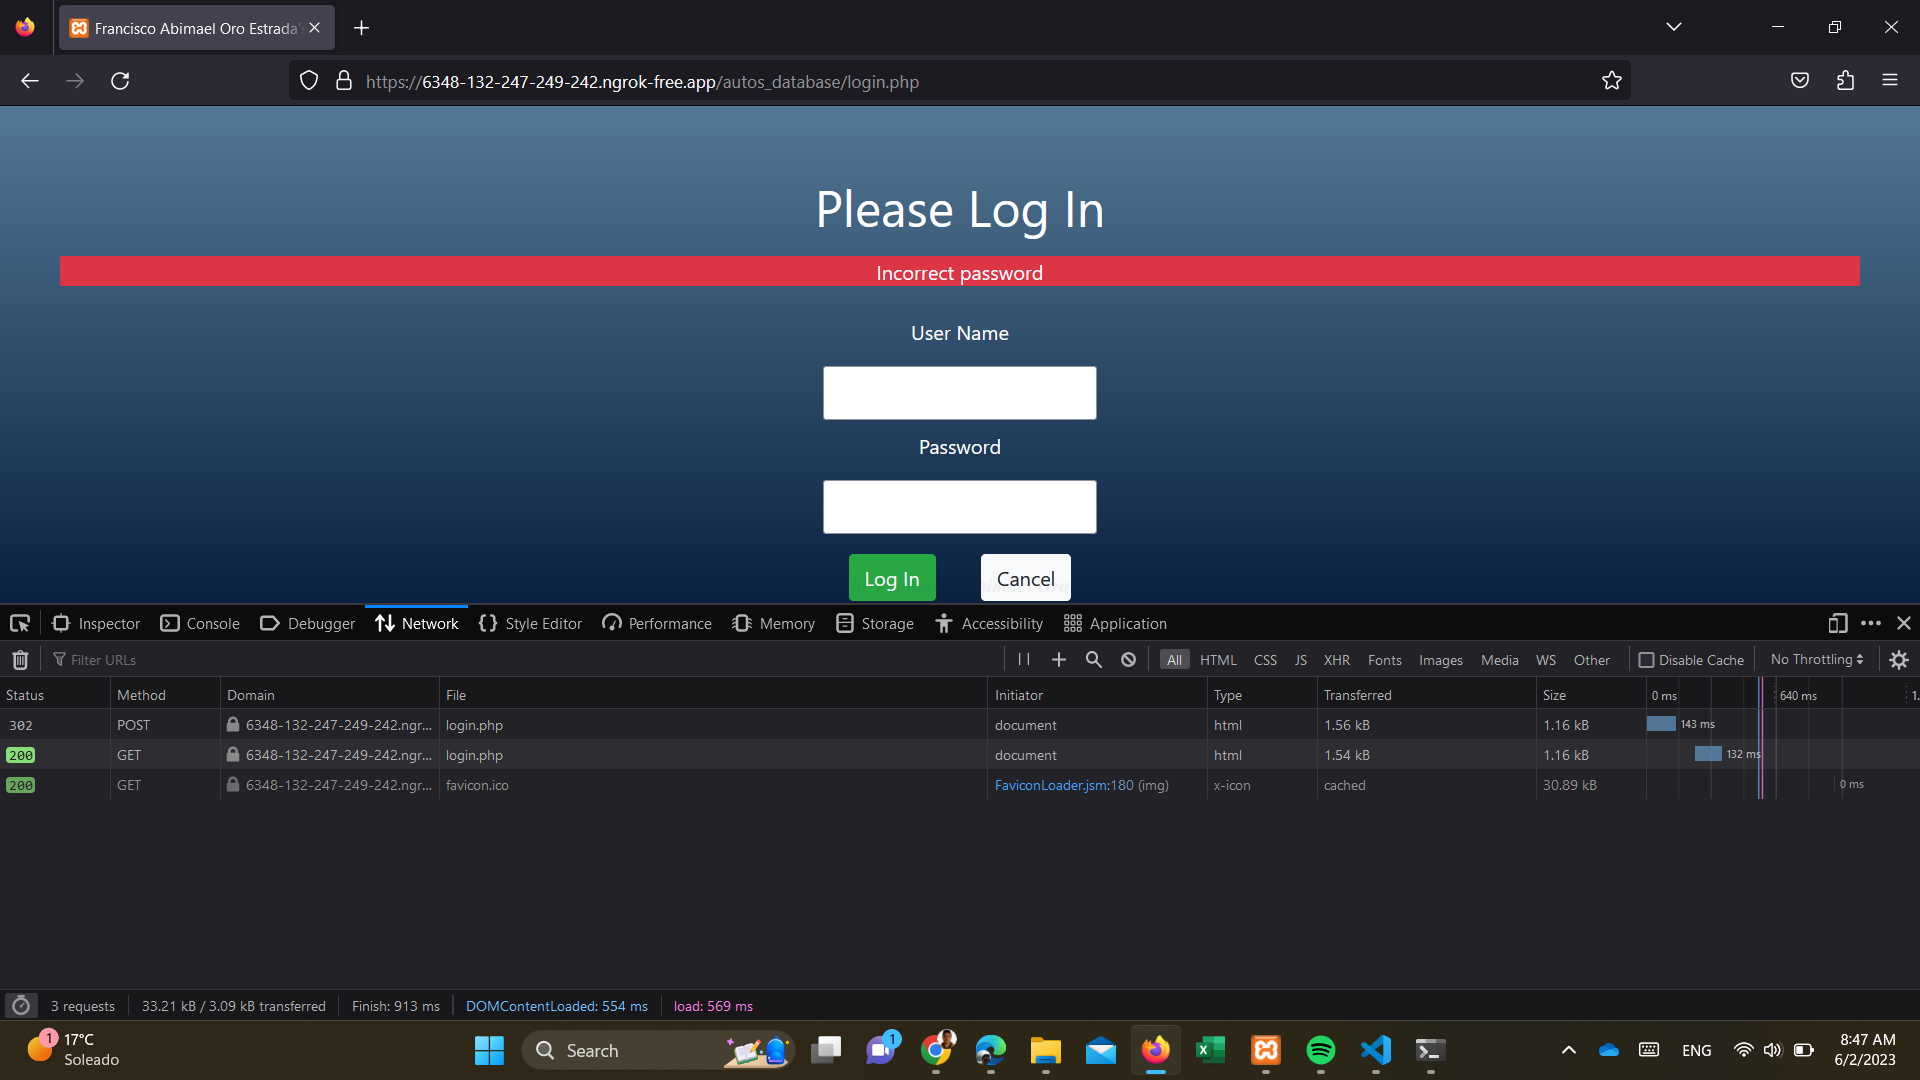 Francisco Abimael Oro Estrada's
https://6348-132-247-249-242.ngrok-free.app/autos_database/login.php
Please Log In
Incorrect password
User Name
Password
Log In Cancel
Inspector Console Debugger Network Style Editor Performance Memory Storage Accessibility Application
Filter URLs All HTML CSS JS XHR Fonts Images Media WS Other Disable Cache No Throttling
Status Method Domain File Initiator Type Transferred Size 0 ms 640 ms 1.
302 POST 6348-132-247-249-242.ngr... login.php document html 1.56 kB 1.16 kB 143 ms
200 GET 6348-132-247-249-242.ngr... login.php document html 1.54 kB 1.16 kB 132 ms
200 GET 6348-132-247-249-242.ngr... favicon.ico FaviconLoader.jsm:180 (img) x-icon cached 30.89 kB 0 ms
3 requests 33.21 kB / 3.09 kB transferred Finish: 913 ms DOMContentLoaded: 554 ms load: 569 ms
1 17°C
Soleado
Search
1
ENG
8:47 AM
6/2/2023